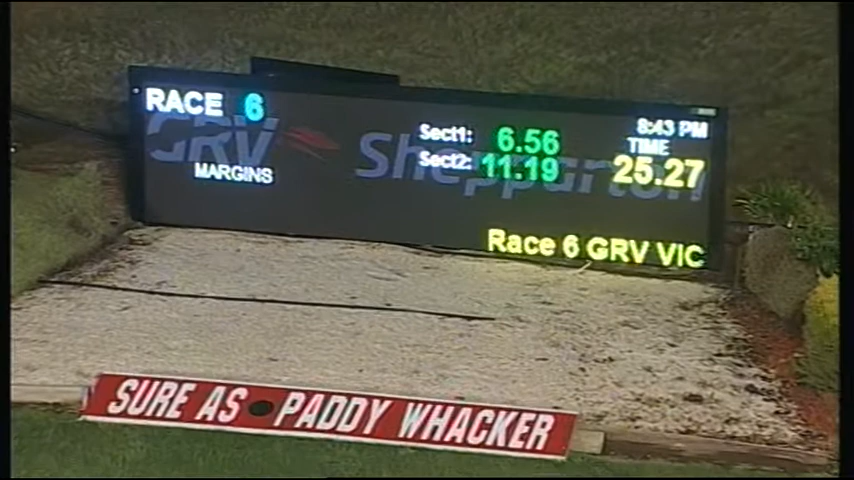 RACE 6
GRV
MARGINS
Shepparton
Sect1: 6.56
Sect2: 11.19
8:43 PM
TIME
25.27
Race 6 GRV VIC
SURE AS PADDY WHACKER